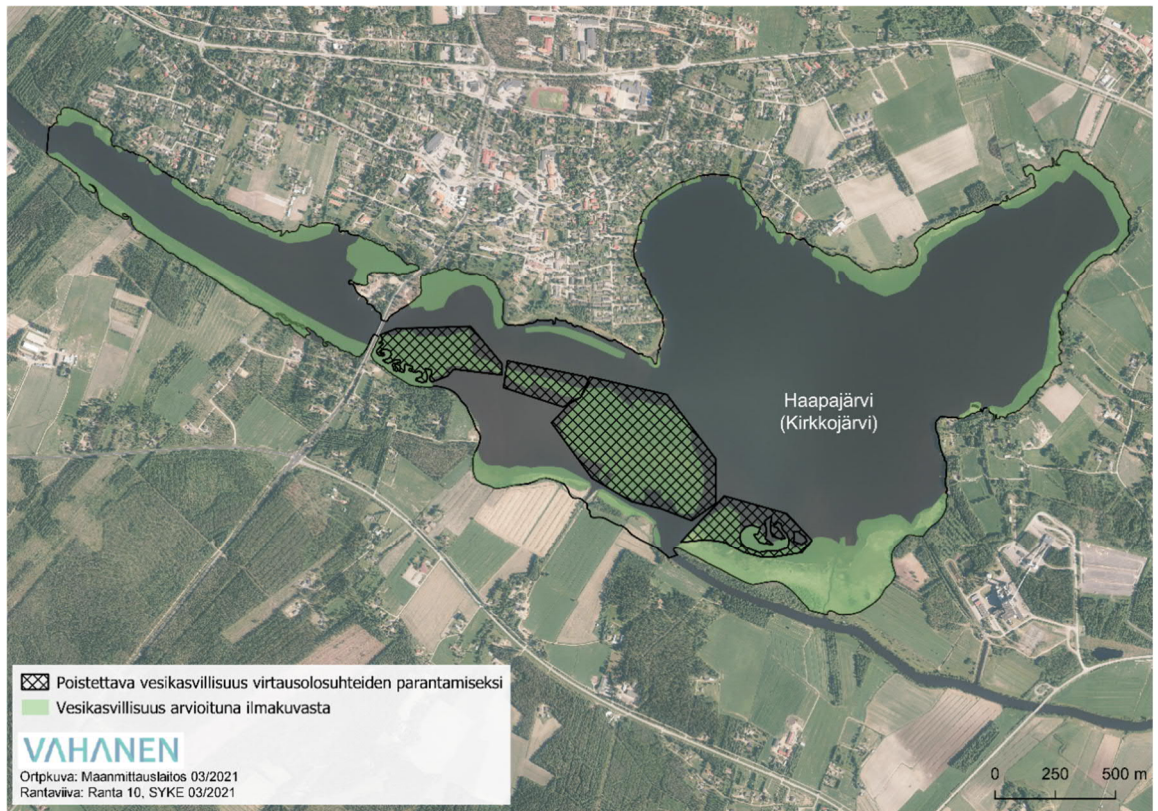 Haapajärvi
(Kirkkojärvi)
Poistettava vesikasvillisuus virtausolosuhteiden parantamiseksi
Vesikasvillisuus arvioituna ilmakuvasta
VAHANEN
Ortpkuva: Maanmittauslaitos 03/2021
Rantaviiva: Ranta 10, SYKE 03/2021
0 250 500 m